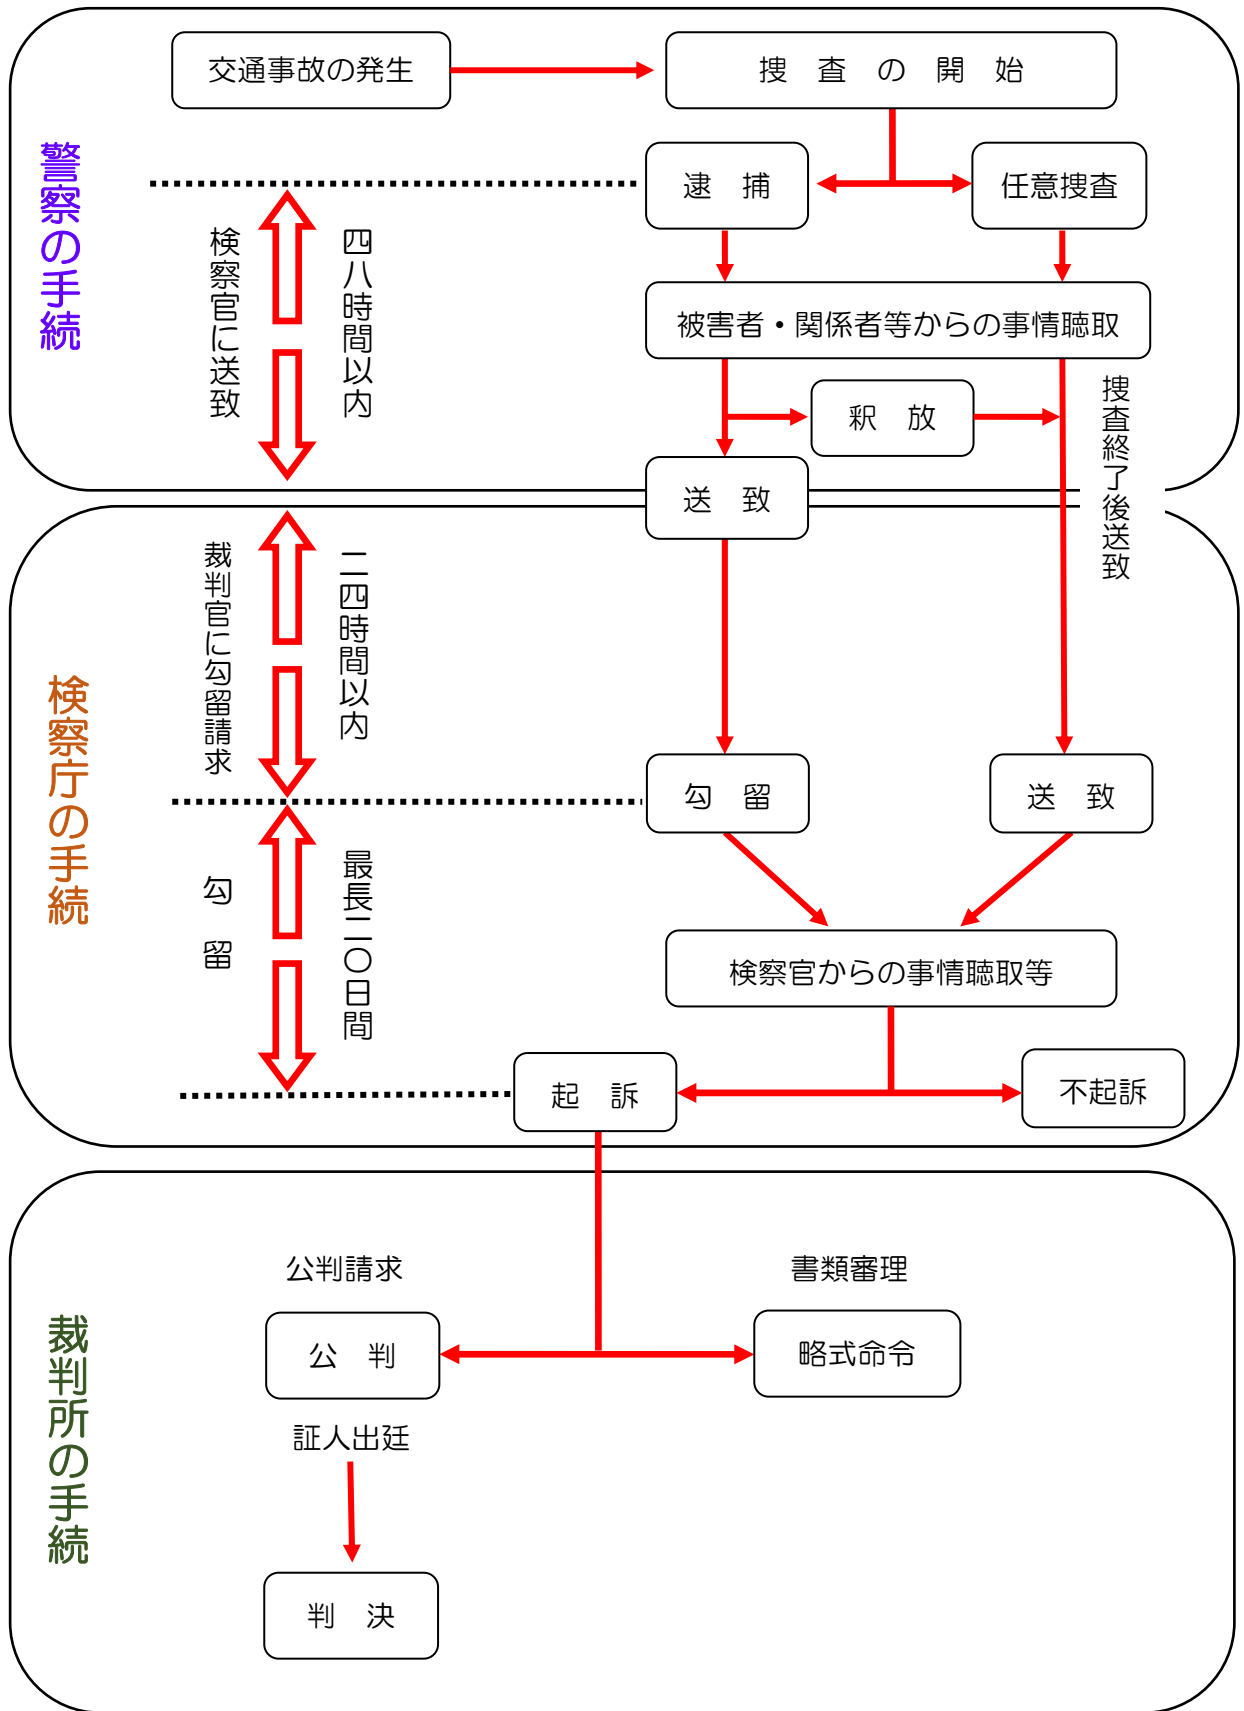 警察の手続
交通事故の発生
捜　査　の　開　始
逮　捕
任意捜査
四八時間以内
検察官に送致
被害者・関係者等からの事情聴取
釈　放
捜査終了後送致
送　致
検察庁の手続
二四時間以内
裁判官に勾留請求
勾　留
送　致
最長二〇日間
勾　留
検察官からの事情聴取等
起　訴
不起訴
裁判所の手続
公判請求
書類審理
公　判
略式命令
証人出廷
判　決